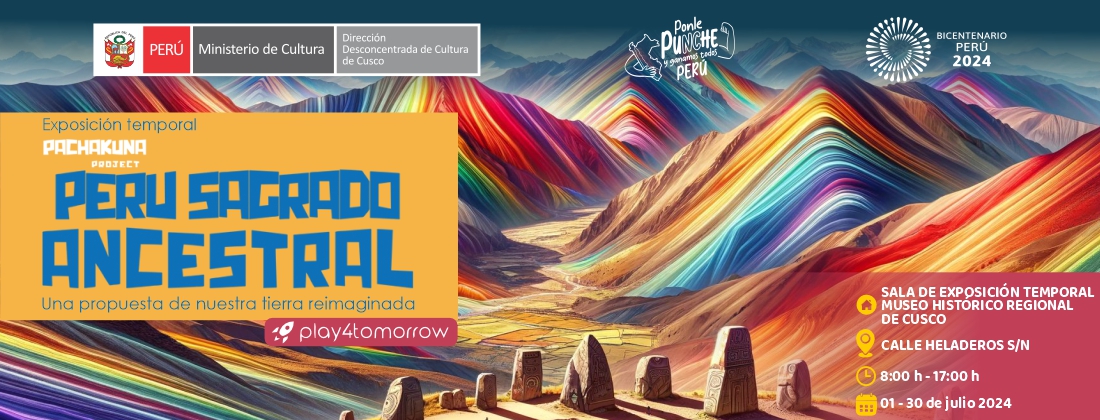 PERÚ
Ministerio de Cultura
Dirección
Desconcentrada de Cultura
de Cusco
Ponle
PUNCHE
y ganamos todos
PERÚ
BICENTENARIO
PERÚ
2024
Exposición temporal
PACHAKUNA
PROJECT
PERU SAGRADO
ANCESTRAL
Una propuesta de nuestra tierra reimaginada
play4tomorrow
SALA DE EXPOSICIÓN TEMPORAL
MUSEO HISTÓRICO REGIONAL
DE CUSCO
CALLE HELADEROS S/N
8:00 h - 17:00 h
01 - 30 de julio 2024